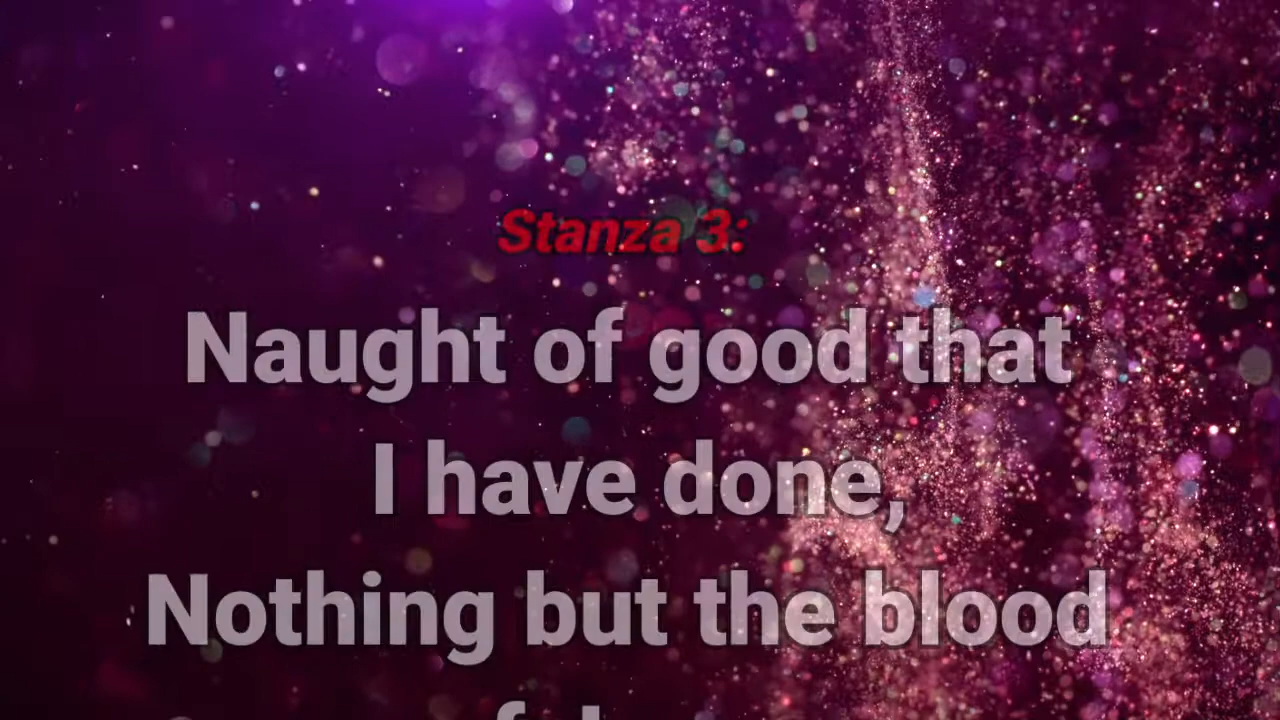 Stanza 3:
Naught of good that
I have done,
Nothing but the blood